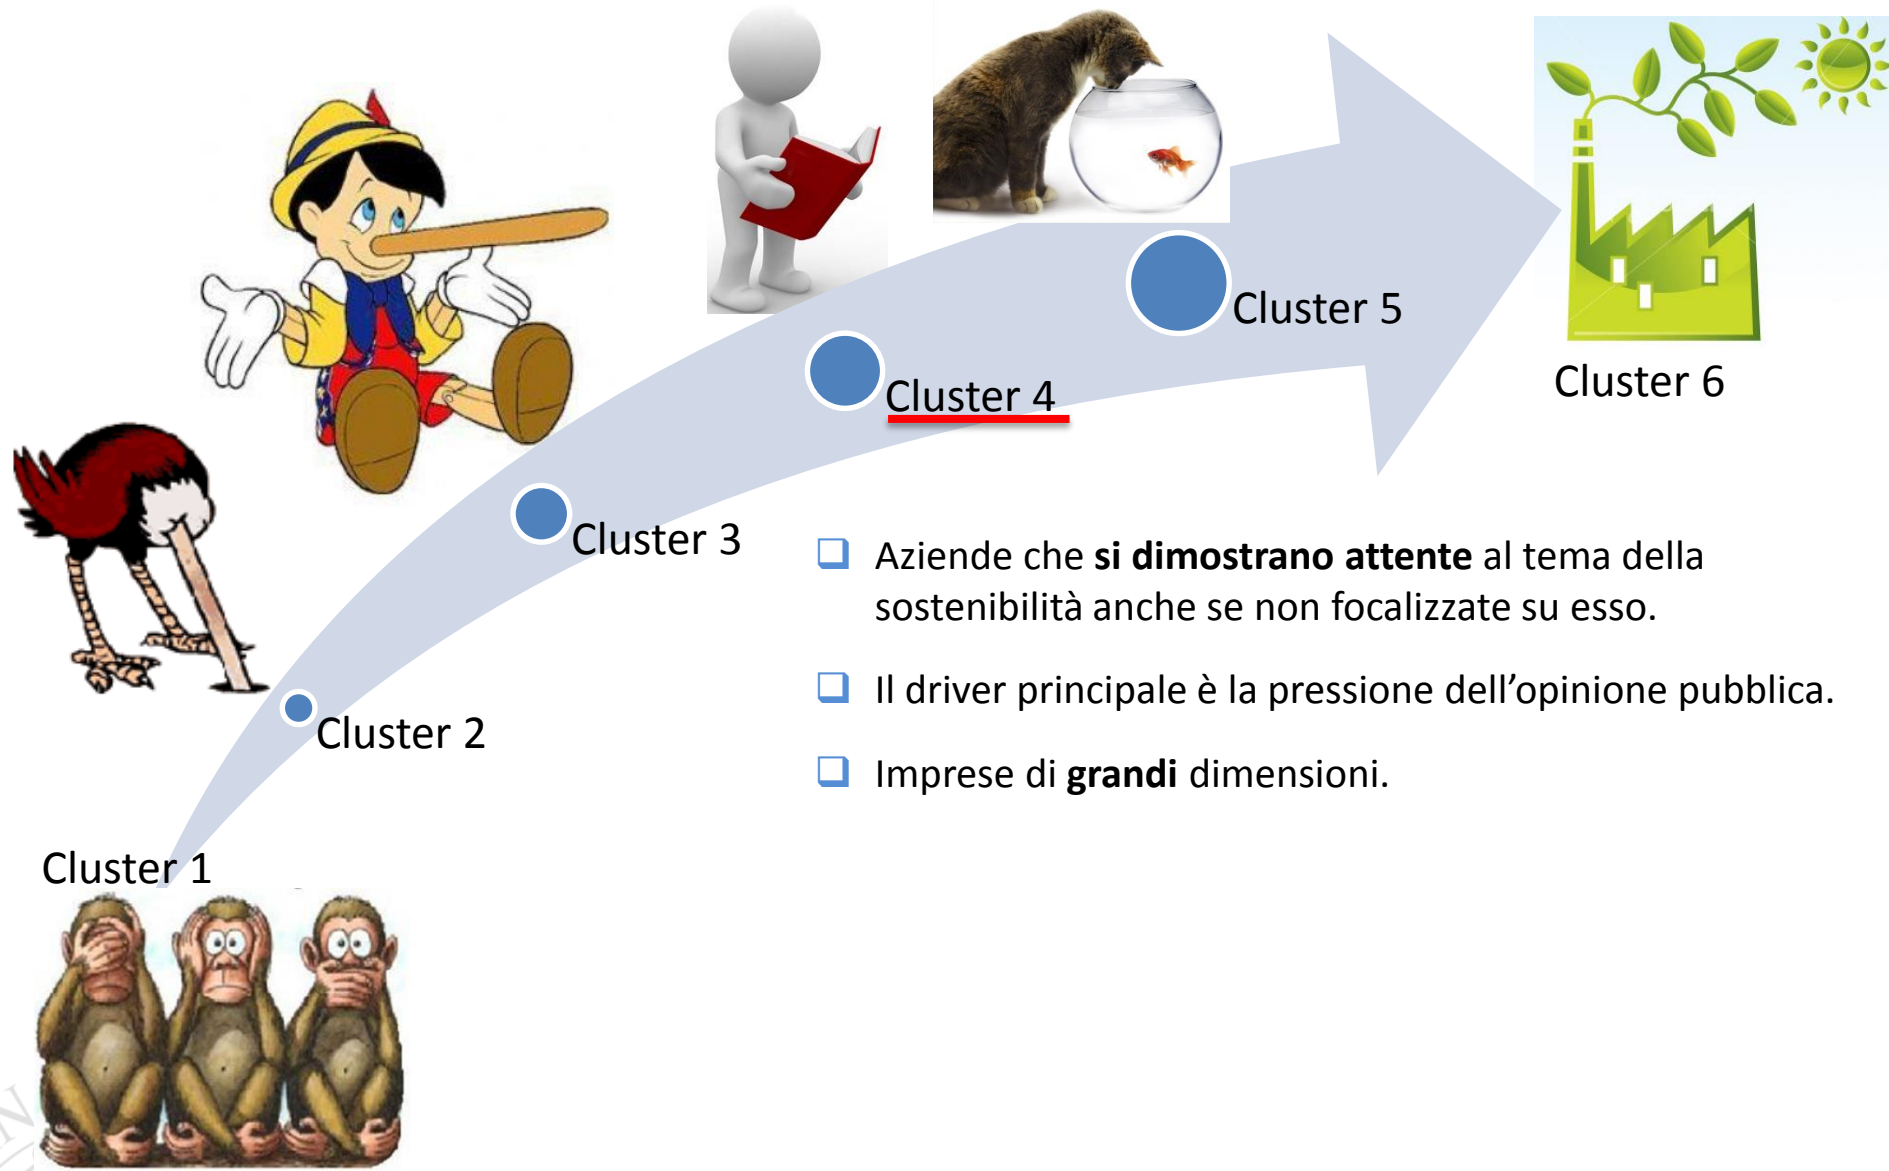 Cluster 5
Cluster 6
Cluster 4
Cluster 3
Aziende che si dimostrano attente al tema della
sostenibilità anche se non focalizzate su esso.
Il driver principale è la pressione dell’opinione pubblica.
Cluster 2
Imprese di grandi dimensioni.
Cluster 1